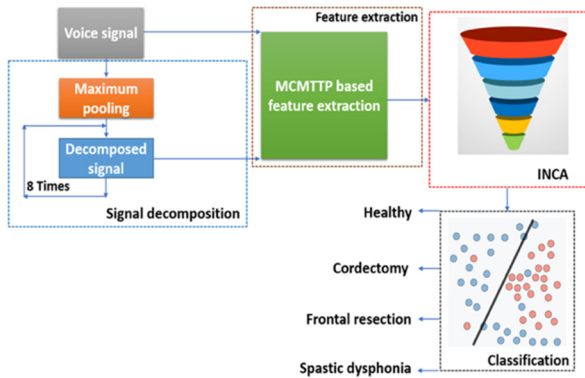 Voice signal
Feature extraction
Maximum
pooling
MCMTTP based
feature extraction
Decomposed
signal
8 Times
Signal decomposition
INCA
Healthy
Cordectomy
Frontal resection
Spastic dysphonia
Classification